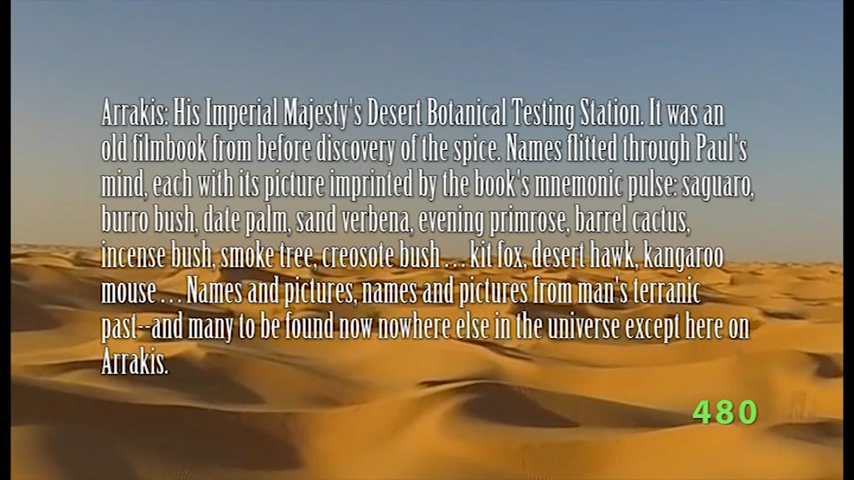 Arrakis: His Imperial Majesty's Desert Botanical Testing Station. It was an
old filmbook from before discovery of the spice. Names flitted through Paul's
mind, each with its picture imprinted by the book's mnemonic pulse: saguaro,
burro bush, date palm, sand verbena, evening primrose, barrel cactus,
incense bush, smoke tree, creosote bush . . . kit fox, desert hawk, kangaroo
mouse . . . Names and pictures, names and pictures from man's terranic
past--and many to be found now nowhere else in the universe except here on
Arrakis.
480